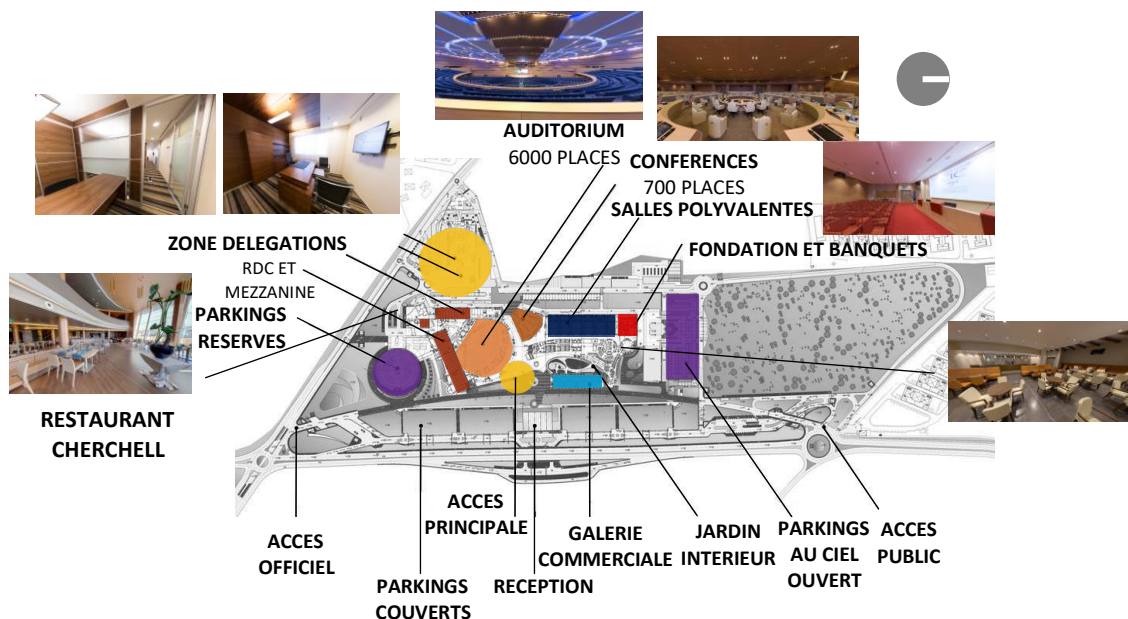 AUDITORIUM
6000 PLACES
CONFERENCES
700 PLACES
SALLES POLYVALENTES
FONDATION ET BANQUETS
ZONE DELEGATIONS
RDC ET
MEZZANINE
PARKINGS
RESERVES
RESTAURANT
CHERCHELL
ACCES
OFFICIEL
PARKINGS
COUVERTS
ACCES
PRINCIPALE
RECEPTION
GALERIE
COMMERCIALE
JARDIN
INTERIEUR
PARKINGS
AU CIEL
OUVERT
ACCES
PUBLIC